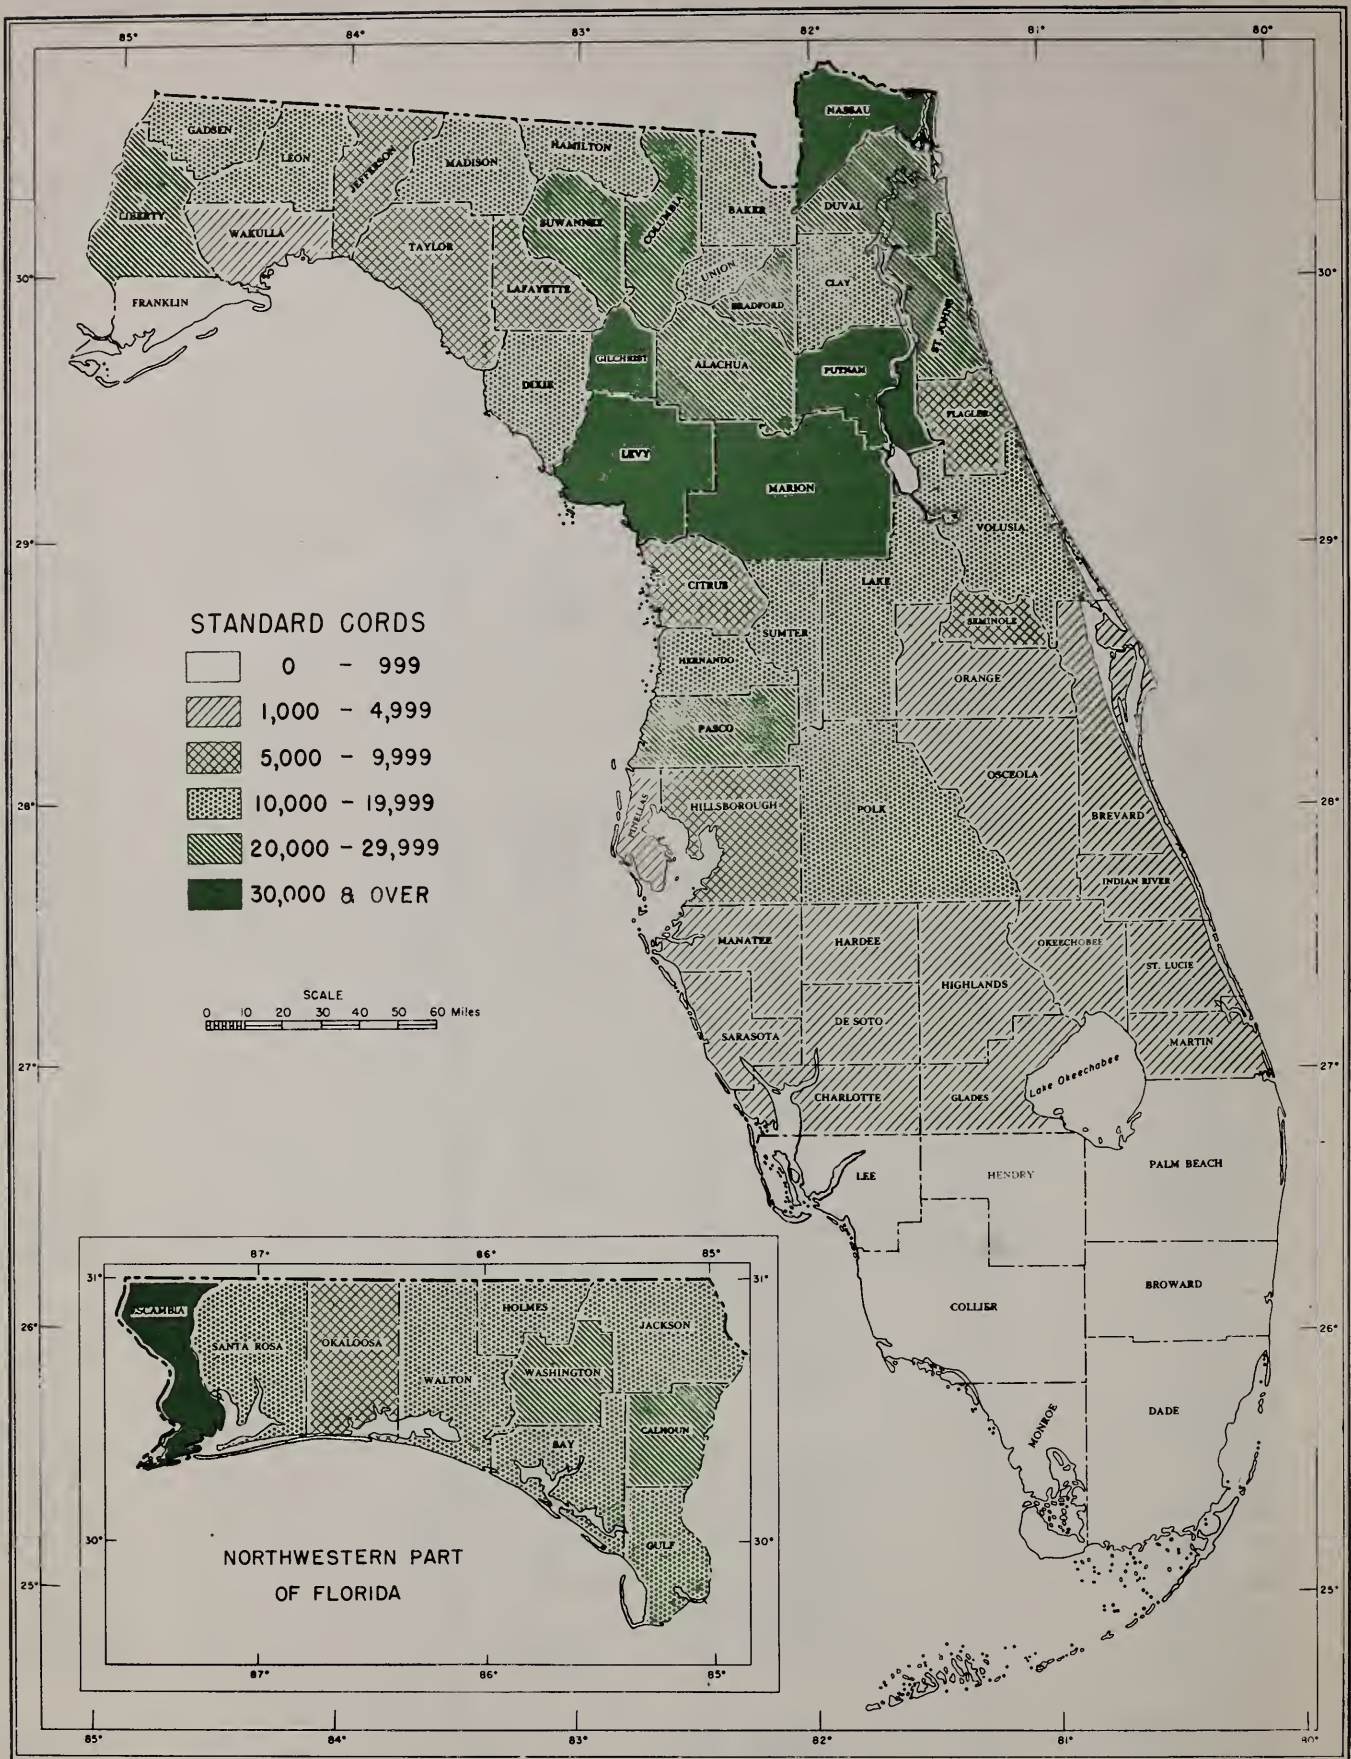 85° 84° 83° 82° 81° 80°
NASSAU
GADSEN
LEON
JEFFERSON
MADISON
HAMILTON
COLUMBIA
BAKER
DUVAL
LIBERTY
WAKULLA
TAYLOR
SUWANNEE
UNION
CLAY
30° 30°
FRANKLIN
LAFAYETTE
BRADFORD
ST. JOHNS
DIXIE
GILCHRIST
ALACHUA
PUTNAM
FLAGLER
LEVY
MARION
VOLUSIA
29° 29°
CITRUS
LAKE
STANDARD CORDS
0 - 999
1,000 - 4,999
5,000 - 9,999
10,000 - 19,999
20,000 - 29,999
30,000 & OVER
SUMTER
SEMINOLE
HERNANDO
ORANGE
PASCO
OSCEOLA
28° 28°
PINELLAS
HILLSBOROUGH
POLK
BREVARD
INDIAN RIVER
MANATEE
HARDEE
OKEECHOBEE
ST. LUCIE
HIGHLANDS
SCALE
0 10 20 30 40 50 60 Miles
SARASOTA
DE SOTO
MARTIN
27° 27°
Lake Okeechobee
CHARLOTTE
GLADES
LEE
HENDRY
PALM BEACH
COLLIER
BROWARD
26° 26°
MONROE
DADE
87° 86° 85°
31° 31°
ESCAMBIA
SANTA ROSA
OKALOOSA
WALTON
HOLMES
JACKSON
WASHINGTON
CALHOUN
BAY
GULF
30° 30°
NORTHWESTERN PART
OF FLORIDA
87° 86° 85°
25° 25°
85° 84° 83° 82° 81° 80°